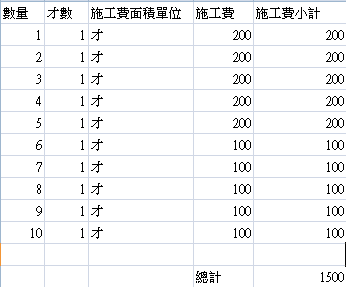 數量 才數 施工費面積單位 施工費 施工費小計
1 1 才 200 200
2 1 才 200 200
3 1 才 200 200
4 1 才 200 200
5 1 才 200 200
6 1 才 100 100
7 1 才 100 100
8 1 才 100 100
9 1 才 100 100
10 1 才 100 100
總計 1500